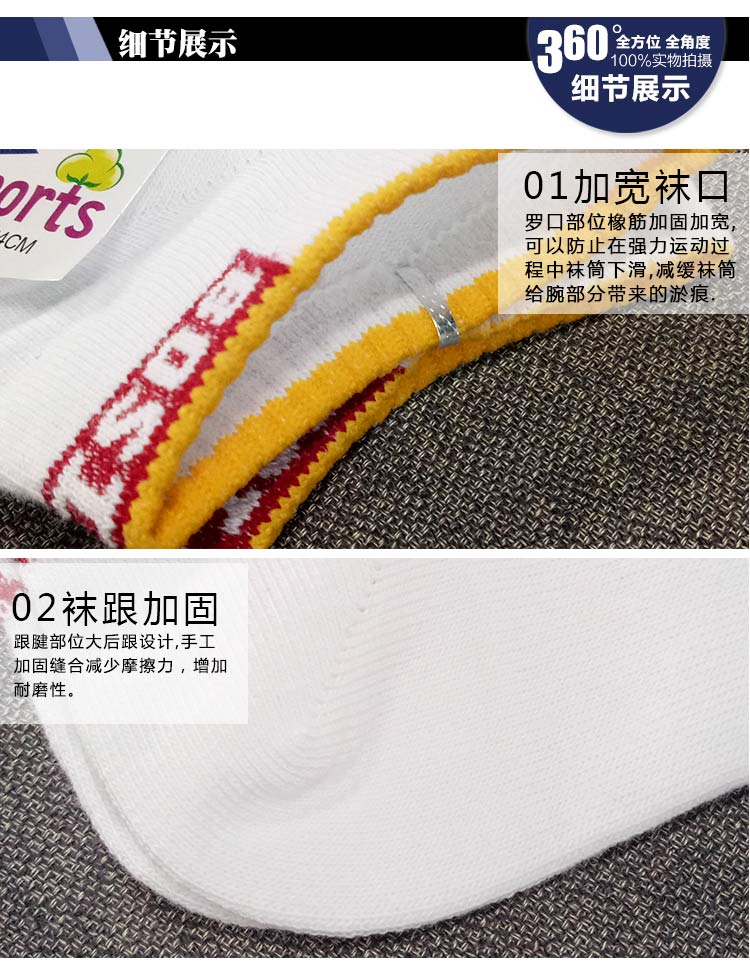 细节展示
360°全方位 全角度
100%实物拍摄
细节展示
orts
4CM
SOS
01加宽袜口
罗口部位橡筋加固加宽,
可以防止在强力运动过
程中袜筒下滑,减缓袜筒
给腕部分带来的淤痕.
02袜跟加固
跟腱部位大后跟设计,手工
加固缝合减少摩擦力，增加
耐磨性。